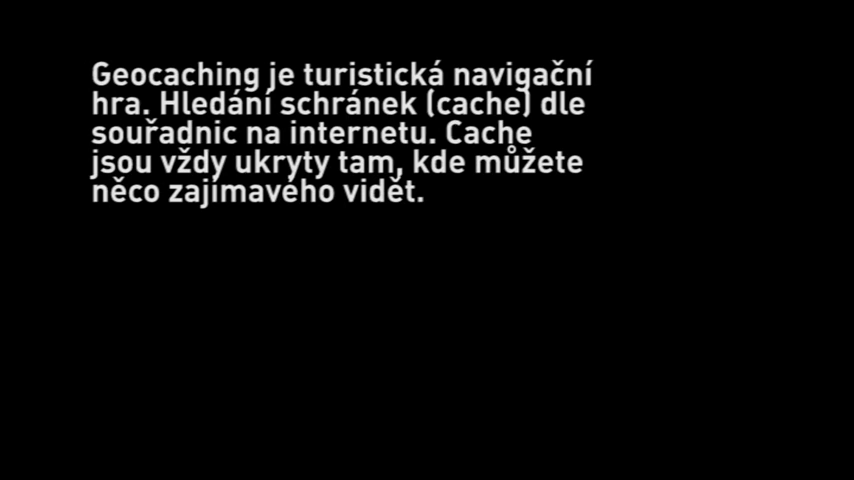 Geocaching je turistická navigační
hra. Hledání schránek (cache) dle
souřadnic na internetu. Cache
jsou vždy ukryty tam, kde můžete
něco zajímavého vidět.